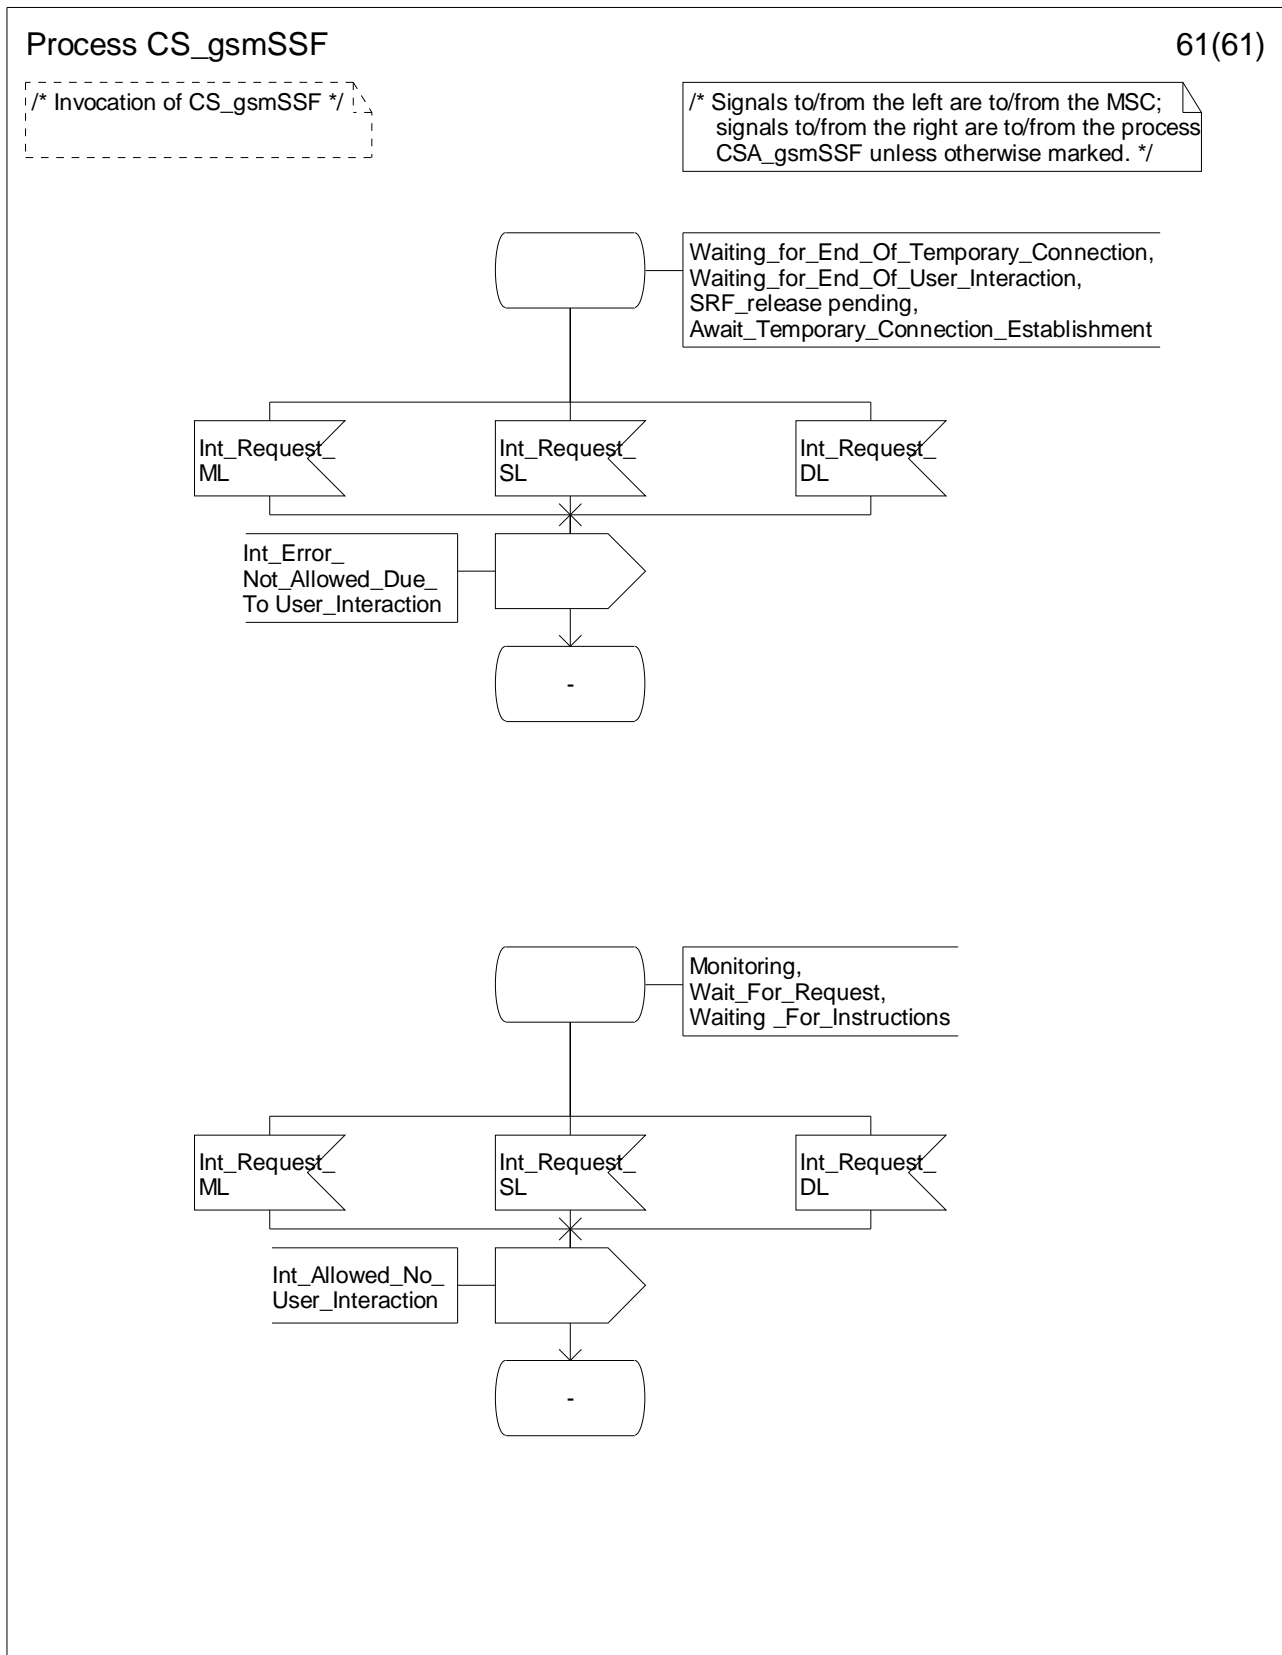 Process CS_gsmSSF
61(61)
/* Invocation of CS_gsmSSF */
/* Signals to/from the left are to/from the MSC;
signals to/from the right are to/from the process
CSA_gsmSSF unless otherwise marked. */
Waiting_for_End_Of_Temporary_Connection,
Waiting_for_End_Of_User_Interaction,
SRF_release pending,
Await_Temporary_Connection_Establishment
Int_Request_
ML
Int_Request_
SL
Int_Request_
DL
Int_Error_
Not_Allowed_Due_
To User_Interaction
-
Monitoring,
Wait_For_Request,
Waiting _For_Instructions
Int_Request_
ML
Int_Request_
SL
Int_Request_
DL
Int_Allowed_No_
User_Interaction
-